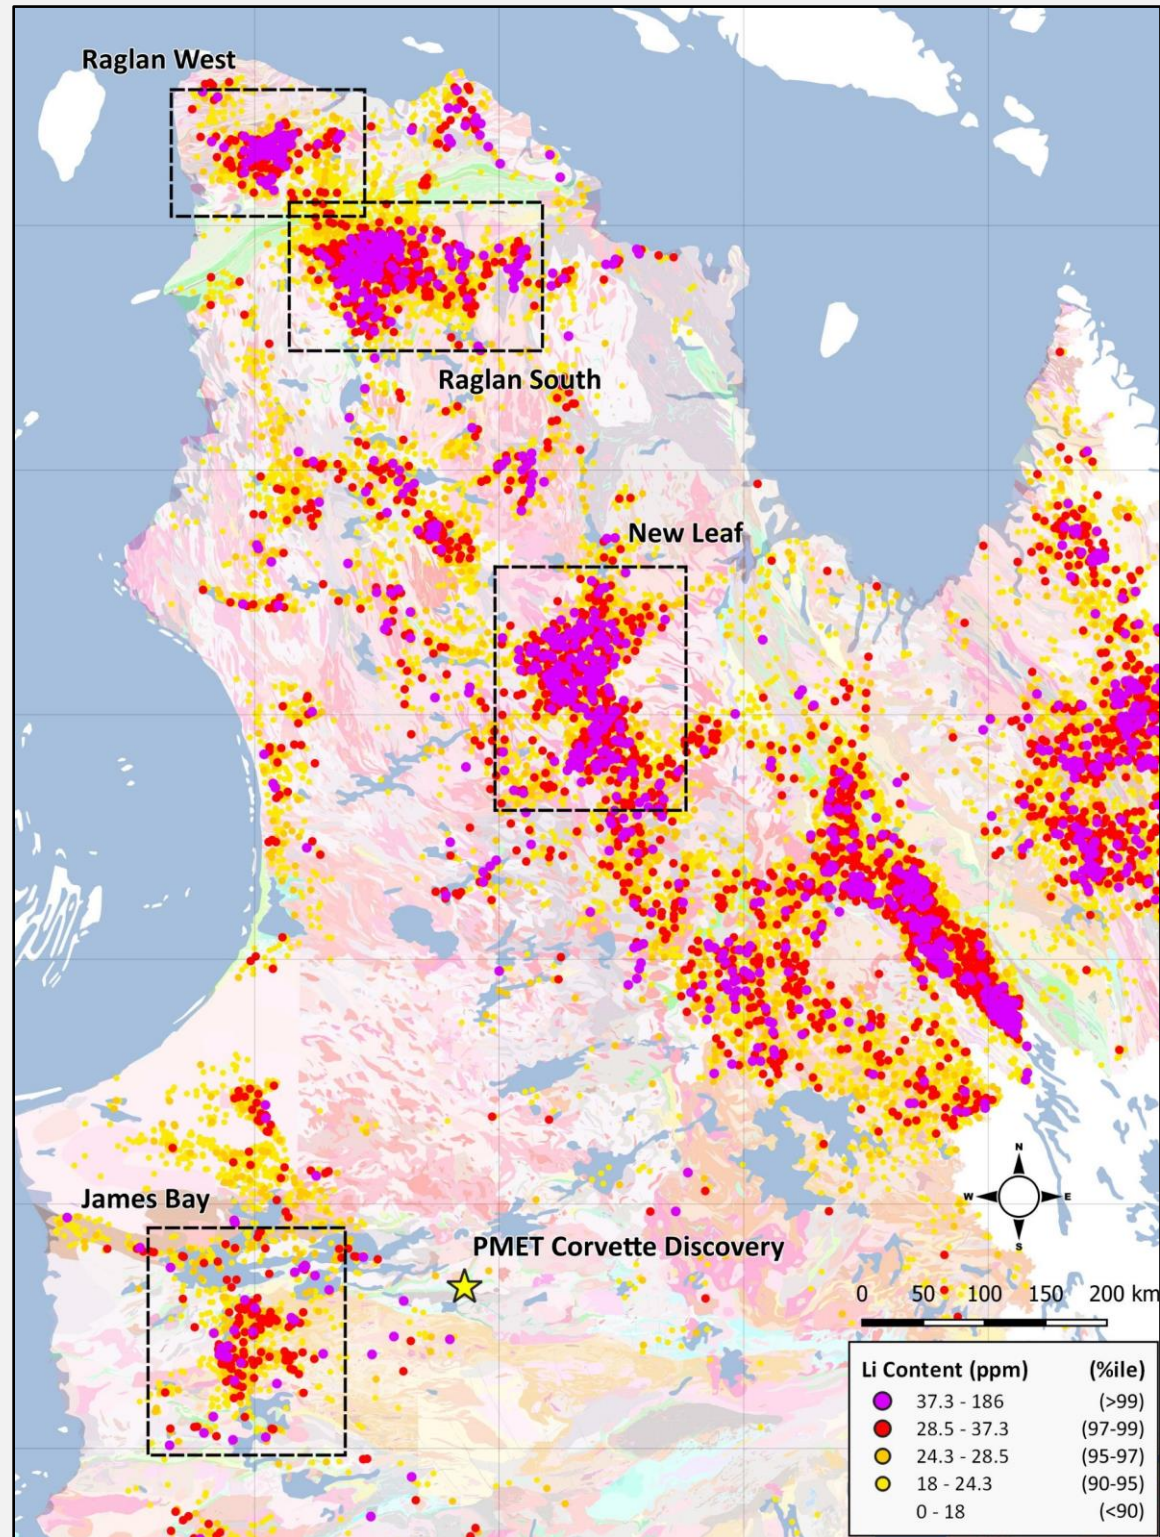 Raglan West
Raglan South
New Leaf
James Bay
PMET Corvette Discovery
N
W E
S
0 50 100 150 200 km
Li Content (ppm) (%ile)
37.3 - 186 (>99)
28.5 - 37.3 (97-99)
24.3 - 28.5 (95-97)
18 - 24.3 (90-95)
0 - 18 (<90)